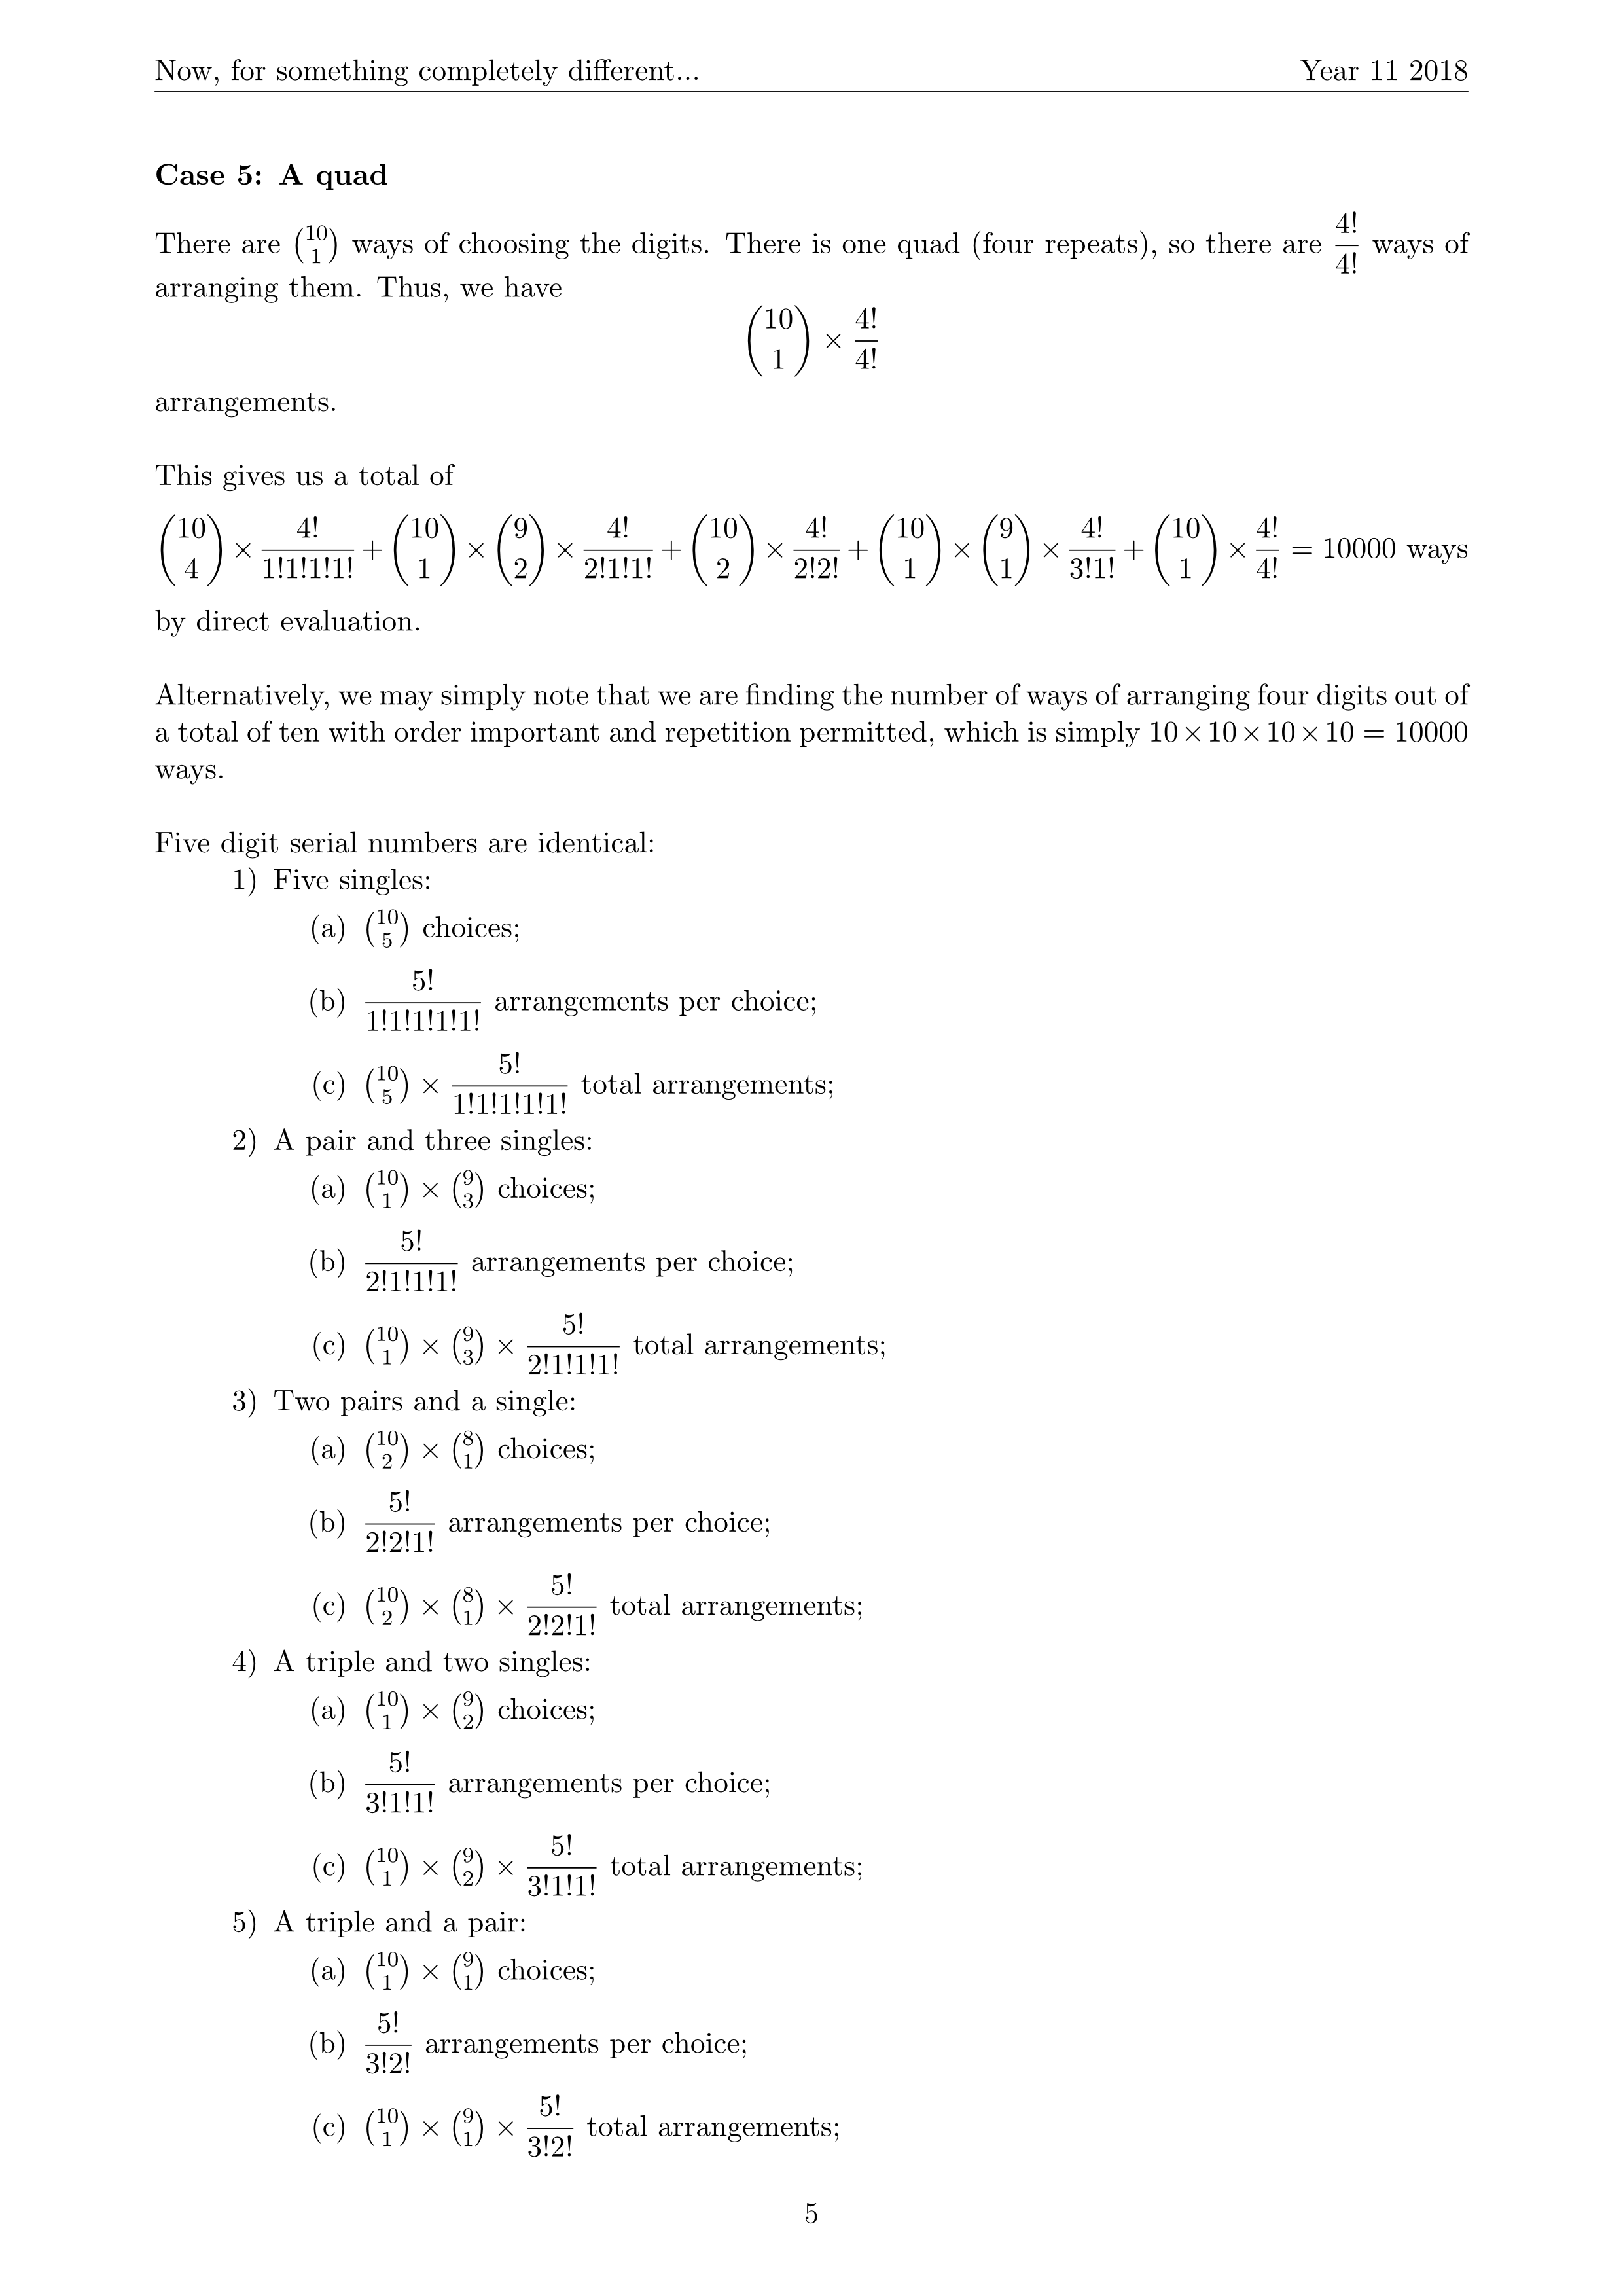 Now, for something completely different... Year 11 2018
Case 5: A quad
There are $\binom{10}{1}$ ways of choosing the digits. There is one quad (four repeats), so there are $\frac{4!}{4!}$ ways of
arranging them. Thus, we have
$\binom{10}{1} \times \frac{4!}{4!}$
arrangements.
This gives us a total of
$\binom{10}{4} \times \frac{4!}{1!1!1!1!} + \binom{10}{1} \times \binom{9}{2} \times \frac{4!}{2!1!1!} + \binom{10}{2} \times \frac{4!}{2!2!} + \binom{10}{1} \times \binom{9}{1} \times \frac{4!}{3!1!} + \binom{10}{1} \times \frac{4!}{4!} = 10000$ ways
by direct evaluation.
Alternatively, we may simply note that we are finding the number of ways of arranging four digits out of
a total of ten with order important and repetition permitted, which is simply $10 \times 10 \times 10 \times 10 = 10000$
ways.
Five digit serial numbers are identical:
1) Five singles:
(a) $\binom{10}{5}$ choices;
(b) $\frac{5!}{1!1!1!1!1!}$ arrangements per choice;
(c) $\binom{10}{5} \times \frac{5!}{1!1!1!1!1!}$ total arrangements;
2) A pair and three singles:
(a) $\binom{10}{1} \times \binom{9}{3}$ choices;
(b) $\frac{5!}{2!1!1!1!}$ arrangements per choice;
(c) $\binom{10}{1} \times \binom{9}{3} \times \frac{5!}{2!1!1!1!}$ total arrangements;
3) Two pairs and a single:
(a) $\binom{10}{2} \times \binom{8}{1}$ choices;
(b) $\frac{5!}{2!2!1!}$ arrangements per choice;
(c) $\binom{10}{2} \times \binom{8}{1} \times \frac{5!}{2!2!1!}$ total arrangements;
4) A triple and two singles:
(a) $\binom{10}{1} \times \binom{9}{2}$ choices;
(b) $\frac{5!}{3!1!1!}$ arrangements per choice;
(c) $\binom{10}{1} \times \binom{9}{2} \times \frac{5!}{3!1!1!}$ total arrangements;
5) A triple and a pair:
(a) $\binom{10}{1} \times \binom{9}{1}$ choices;
(b) $\frac{5!}{3!2!}$ arrangements per choice;
(c) $\binom{10}{1} \times \binom{9}{1} \times \frac{5!}{3!2!}$ total arrangements;
5